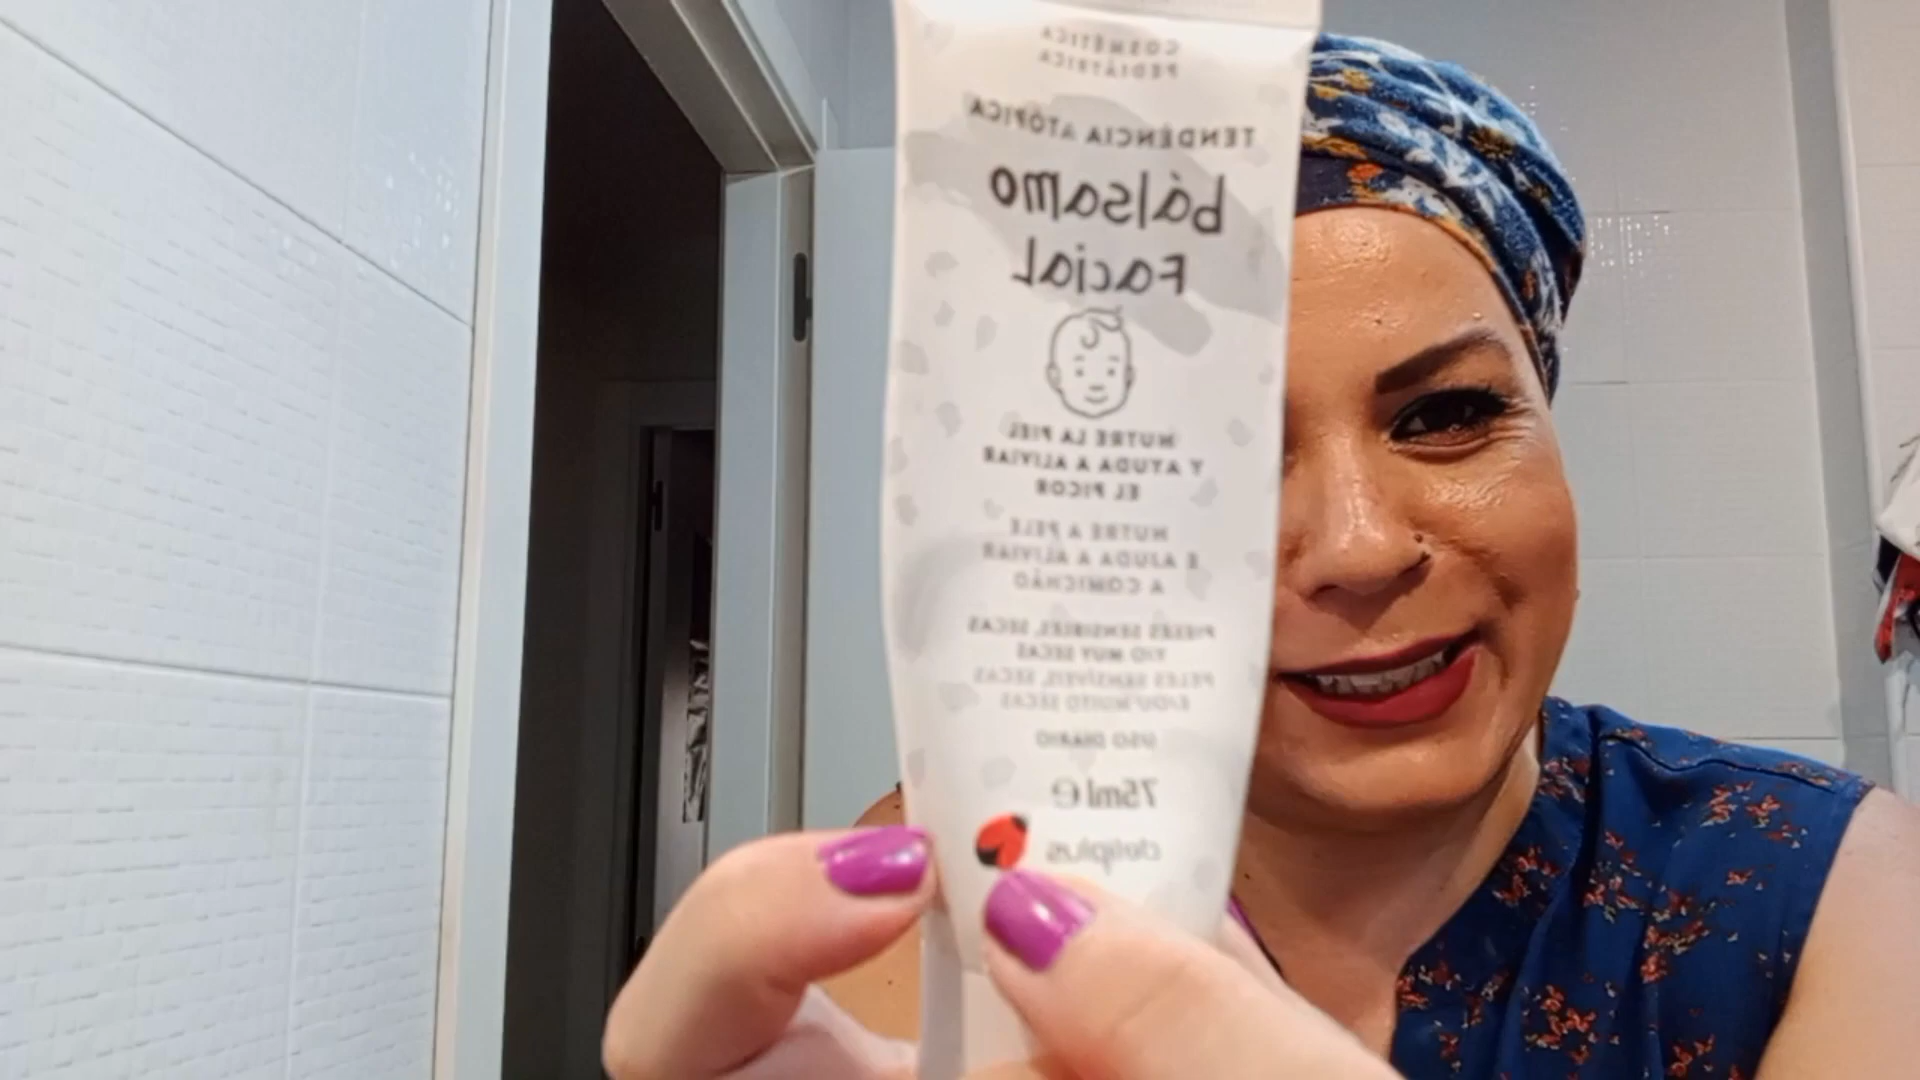 COSMÉTICA
PEDIÁTRICA
TENDENCIA ATÓPICA
bálsamo
Facial
NUTRE LA PIEL
Y AYUDA A ALIVIAR
EL PICOR
NUTRE A PELE
E AJUDA A ALIVIAR
A COMICHÃO
PIELES SENSIBLES, SECAS
Y/O MUY SECAS
PELES SENSÍVEIS, SECAS
E/OU MUITO SECAS
USO DIARIO
75ml e
deliplus